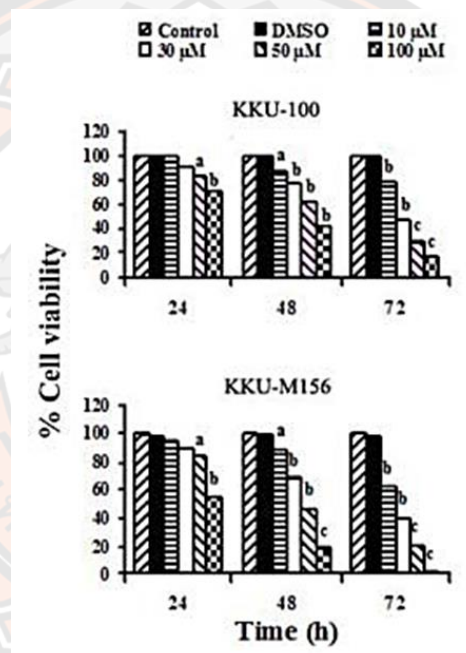 Control DMSO 10 µM
30 µM 50 µM 100 µM
KKU-100
120
100
80
60
40
20
0
a b
a b b b
b b c c
24 48 72
% Cell viability
KKU-M156
120
100
80
60
40
20
0
a b
a b b c
b b c c
24 48 72
Time (h)